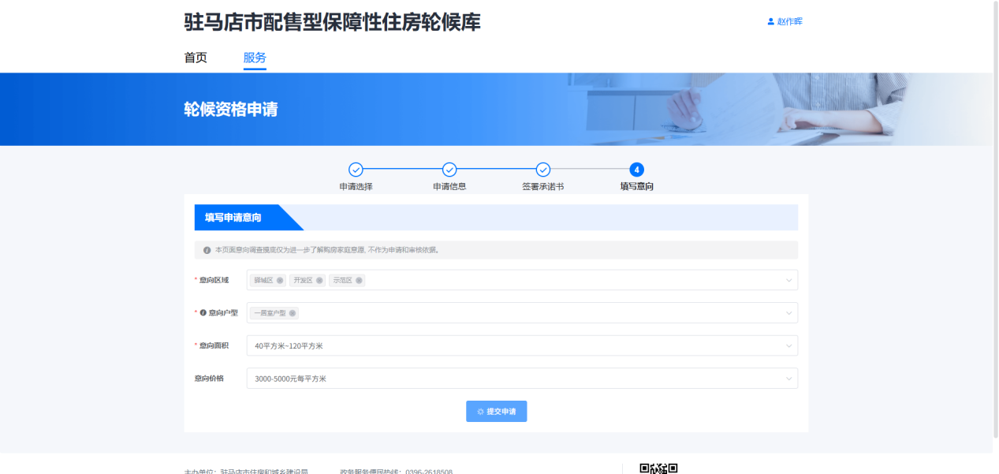 驻马店市配售型保障性住房轮候库
赵作晖
首页 服务
轮候资格申请
4
申请选择 申请信息 签署承诺书 填写意向
填写申请意向
本页面意向调查摸底仅为进一步了解购房家庭意愿, 不作为申请和审核依据。
* 意向区域 驿城区 开发区 示范区
* 意向户型 一居室户型
* 意向面积 40平方米~120平方米
意向价格 3000-5000元每平方米
提交申请
主办单位：驻马店市住房和城乡建设局 政务服务便民热线：0396-2618508